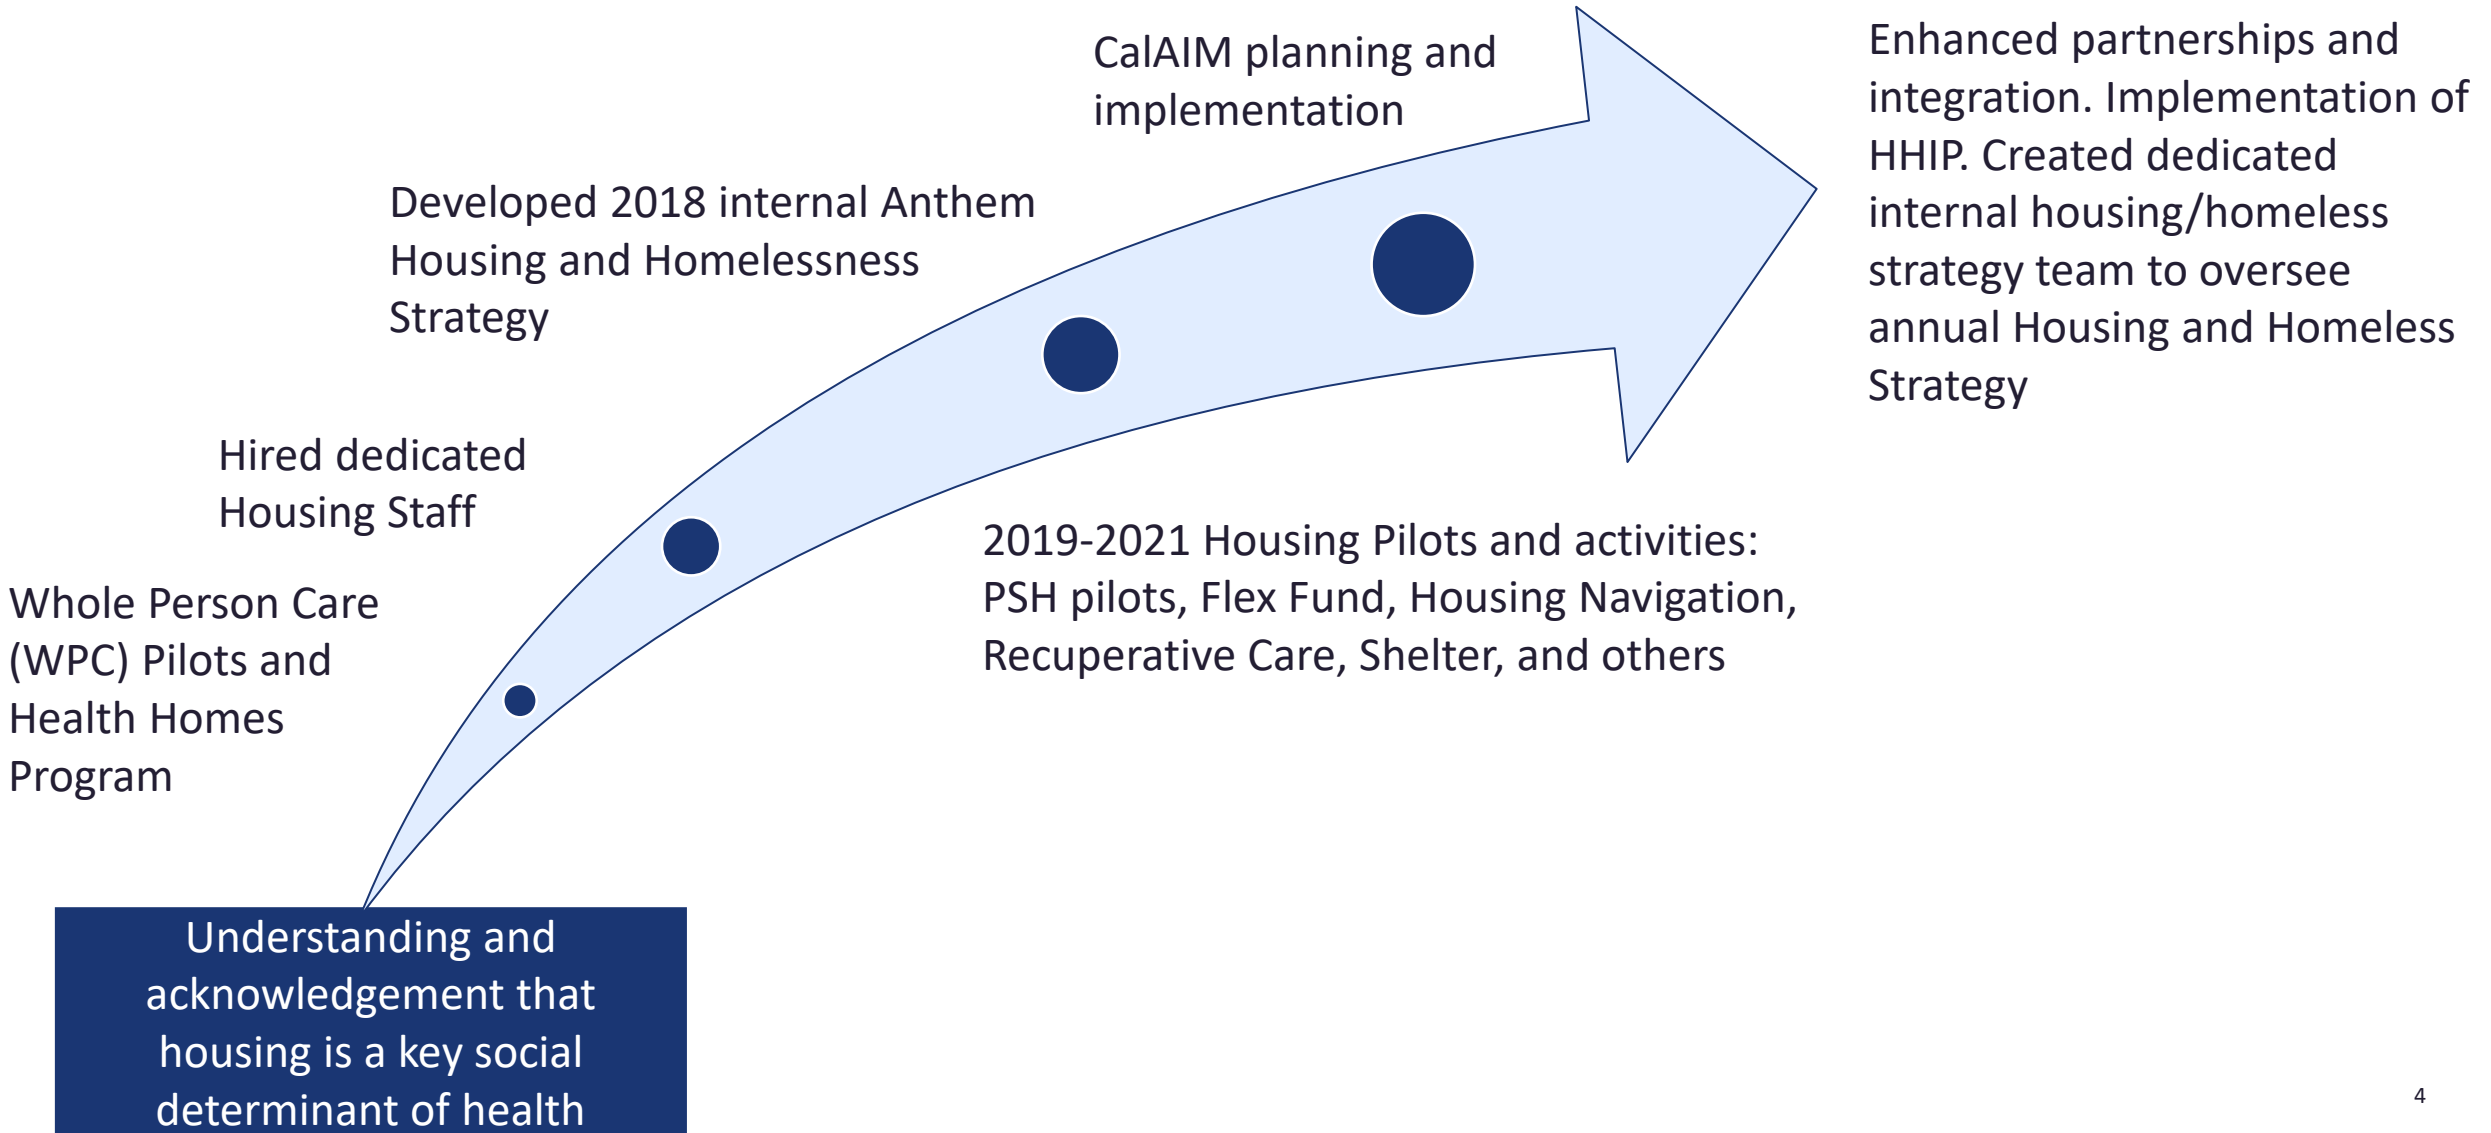 Understanding and
acknowledgement that
housing is a key social
determinant of health
Whole Person Care
(WPC) Pilots and
Health Homes
Program
Hired dedicated
Housing Staff
Developed 2018 internal Anthem
Housing and Homelessness
Strategy
2019-2021 Housing Pilots and activities:
PSH pilots, Flex Fund, Housing Navigation,
Recuperative Care, Shelter, and others
CalAIM planning and
implementation
Enhanced partnerships and
integration. Implementation of
HHIP. Created dedicated
internal housing/homeless
strategy team to oversee
annual Housing and Homeless
Strategy
4